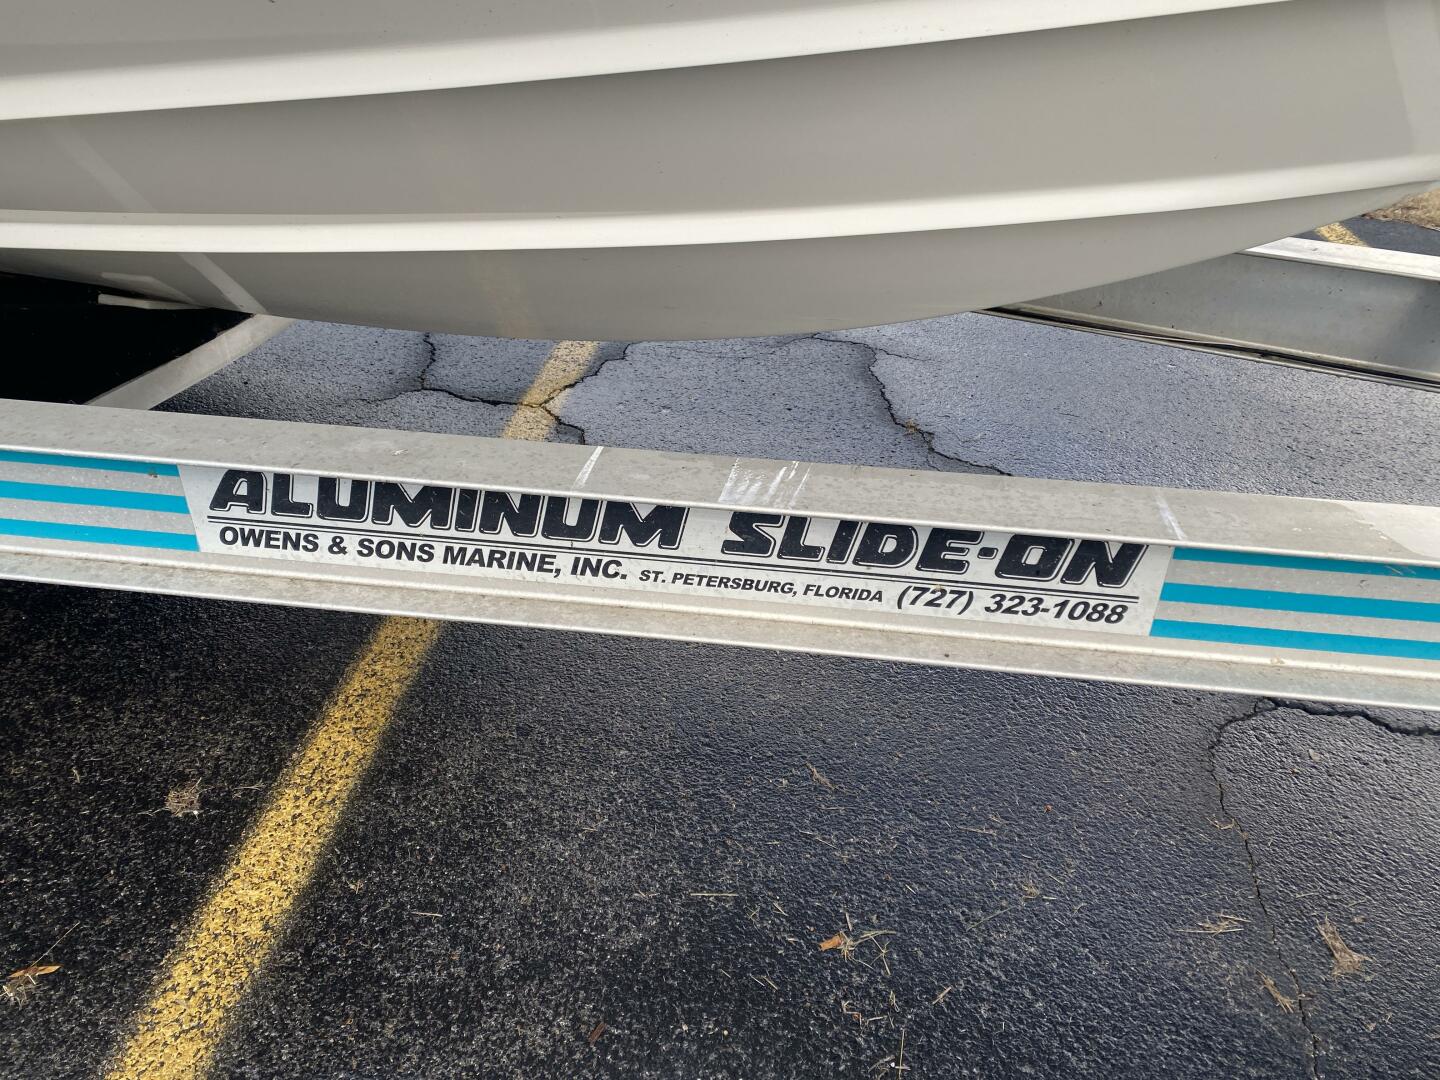 ALUMINUM SLIDE-ON
OWENS & SONS MARINE, INC. ST. PETERSBURG, FLORIDA (727) 323-1088